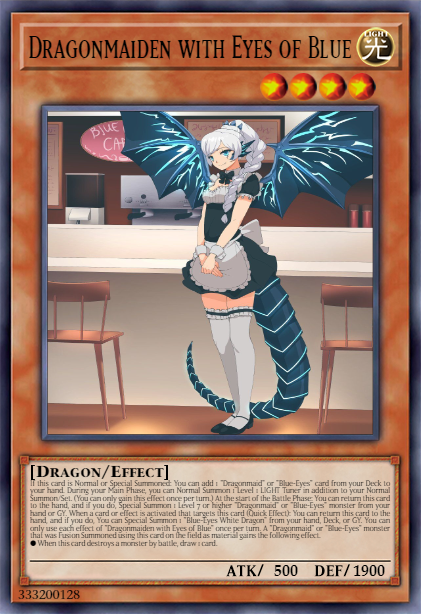 DRAGONMAIDEN WITH EYES OF BLUE
LIGHT
光
BLUE
CA
[DRAGON/EFFECT]
If this card is Normal or Special Summoned: You can add 1 "Dragonmaid" or "Blue-Eyes" card from your Deck to
your hand. During your Main Phase, you can Normal Summon 1 Level 1 LIGHT Tuner in addition to your Normal
Summon/Set. (You can only gain this effect once per turn.) At the start of the Battle Phase: You can return this card
to the hand, and if you do, Special Summon 1 Level 7 or higher "Dragonmaid" or "Blue-Eyes" monster from your
hand or GY. When a card or effect is activated that targets this card (Quick Effect): You can return this card to the
hand, and if you do, You can Special Summon 1 "Blue-Eyes White Dragon" from your hand, Deck, or GY. You can
only use each effect of "Dragonmaiden with Eyes of Blue" once per turn. A "Dragonmaid" or "Blue-Eyes" monster
that was Fusion Summoned using this card on the field as material gains the following effect.
● When this card destroys a monster by battle, draw 1 card.
ATK/ 500 DEF/1900
333200128